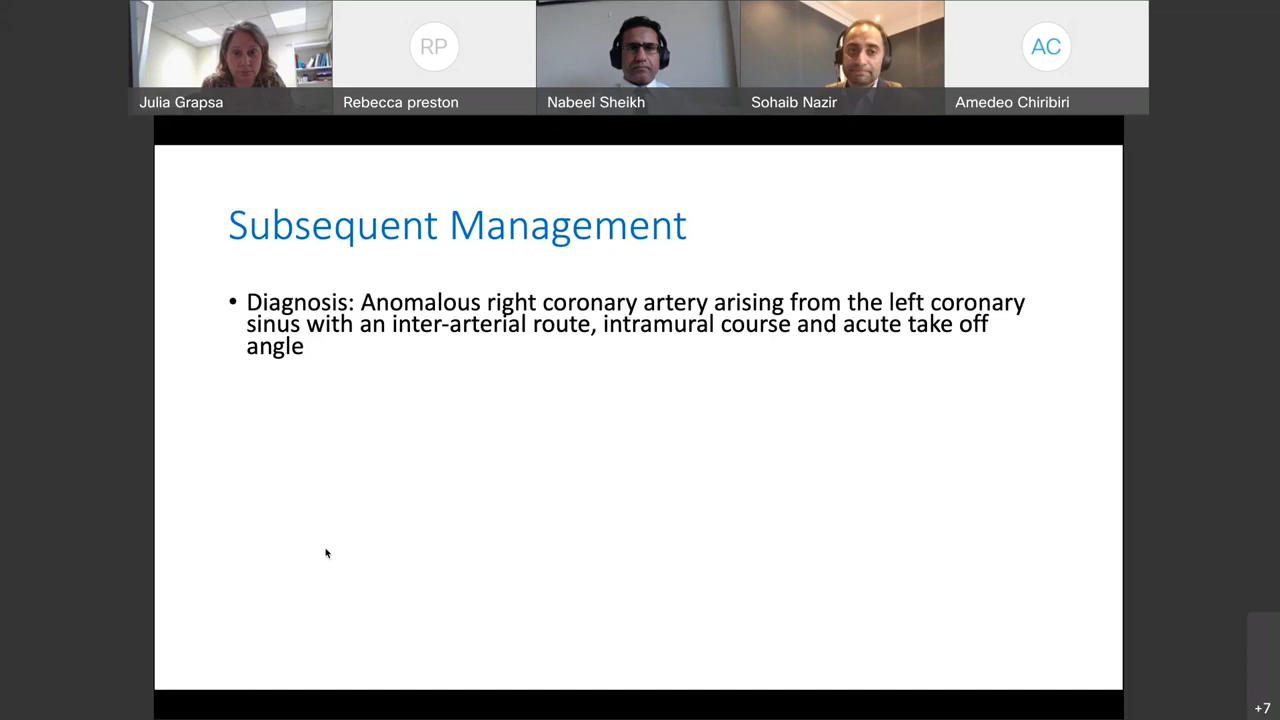 RP
AC
Julia Grapsa
Rebecca preston
Nabeel Sheikh
Sohaib Nazir
Amedeo Chiribiri
Subsequent Management
• Diagnosis: Anomalous right coronary artery arising from the left coronary
sinus with an inter-arterial route, intramural course and acute take off
angle
+7